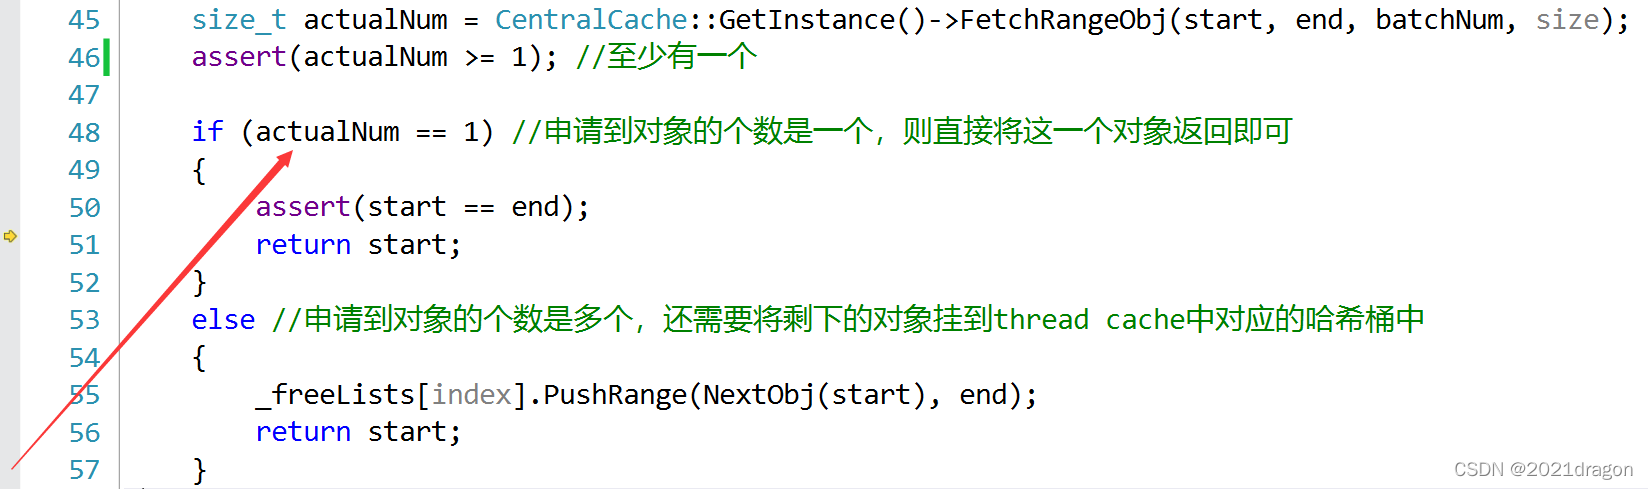 45 size_t actualNum = CentralCache::GetInstance()->FetchRangeObj(start, end, batchNum, size);
46 assert(actualNum >= 1); //至少有一个
47
48 if (actualNum == 1) //申请到对象的个数是一个，则直接将这一个对象返回即可
49 {
50 assert(start == end);
51 return start;
52 }
53 else //申请到对象的个数是多个，还需要将剩下的对象挂到thread cache中对应的哈希桶中
54 {
55 _freeLists[index].PushRange(NextObj(start), end);
56 return start;
57 }
CSDN @2021dragon